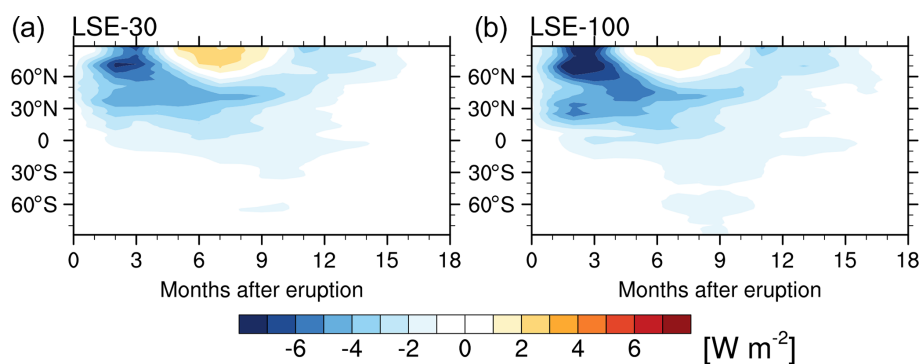 (a) LSE-30
(b) LSE-100
60°N
30°N
0
30°S
60°S
60°N
30°N
0
30°S
60°S
0 3 6 9 12 15 18
0 3 6 9 12 15 18
Months after eruption
Months after eruption
-6 -4 -2 0 2 4 6
[W m-2]